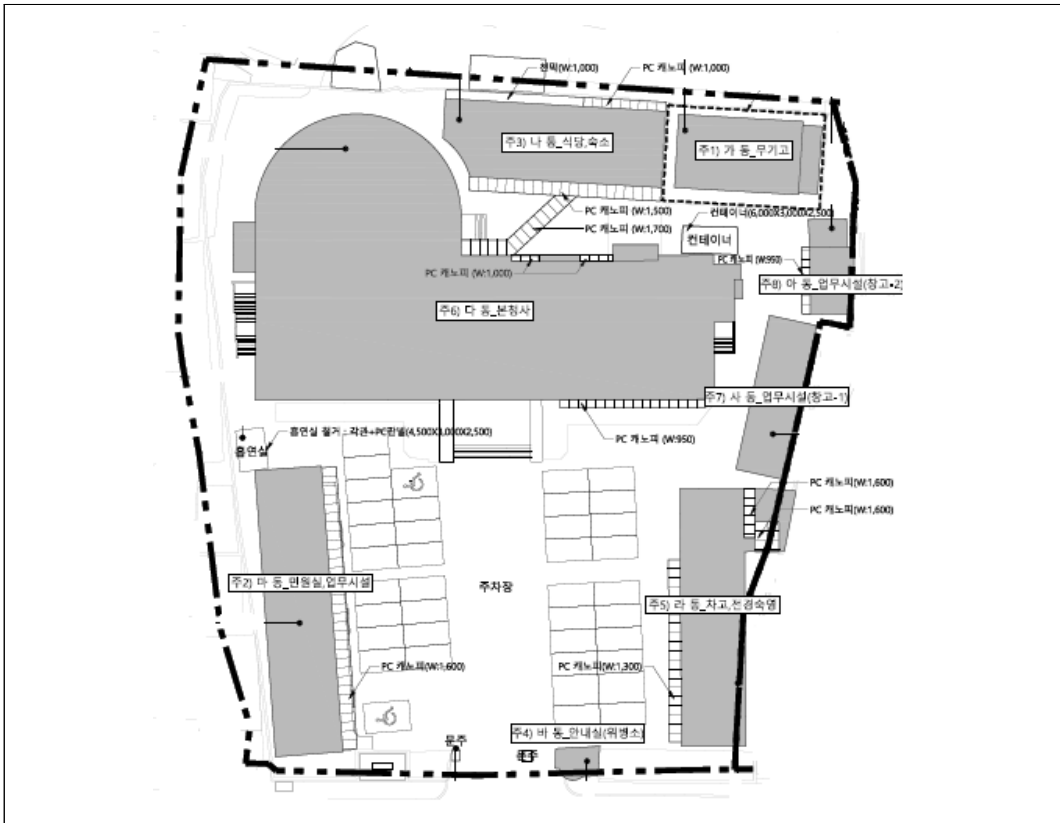 천막(W:1,000)
PC 캐노피 (W:1,000)
주3) 나 동_식당,숙소
주1) 가 동_무기고
PC 캐노피 (W:1,500)
PC 캐노피 (W:1,700)
컨테이너(6,000X3,000X2,500)
컨테이너
PC 캐노피 (W:950)
PC 캐노피 (W:1,000)
주8) 아 동_업무시설(창고-2)
주6) 다 동_본청사
주7) 사 동_업무시설(창고-1)
흡연실 철거 : 각관+PC판넬(4,500X3,000X2,500)
PC 캐노피 (W:950)
흡연실
PC 캐노피 (W:1,600)
PC 캐노피 (W:1,600)
주2) 마 동_민원실,업무시설
주차장
주5) 라 동_차고,전경숙영
PC 캐노피(W:1,600)
PC 캐노피 (W:1,300)
주4) 바 동_안내실(위병소)
문주
문주